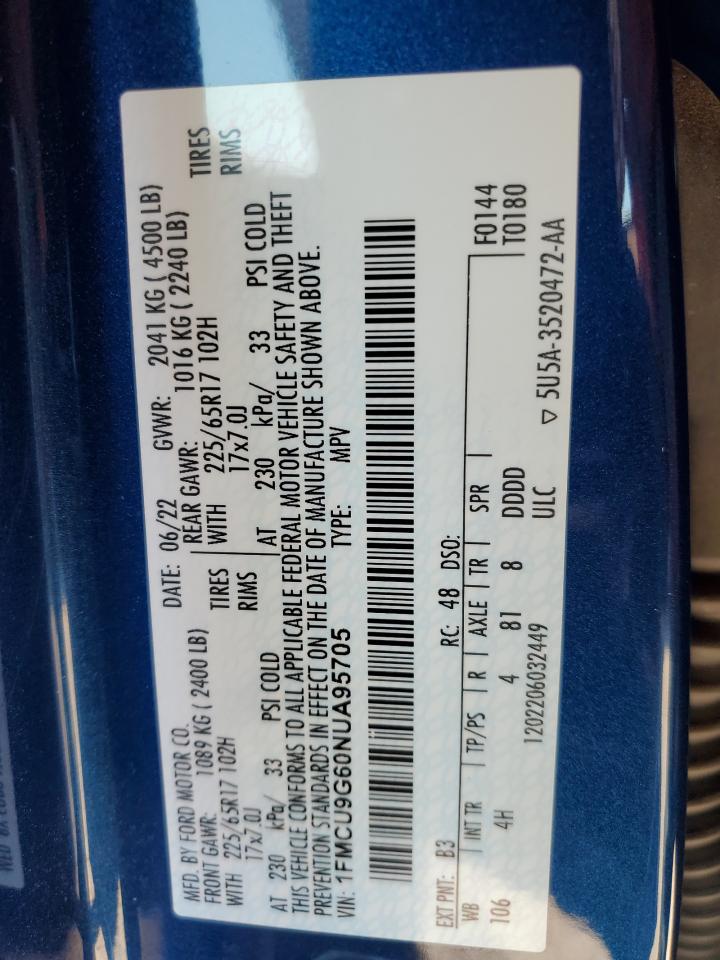 MFD. BY FORD MOTOR CO.
DATE: 06/22 GVWR: 2041 KG ( 4500 LB)
FRONT GAWR: 1089 KG ( 2400 LB) REAR GAWR: 1016 KG ( 2240 LB)
WITH 225/65R17 102H TIRES WITH 225/65R17 102H TIRES
17x7.0J RIMS 17x7.0J RIMS
AT 230 kPa/ 33 PSI COLD AT 230 kPa/ 33 PSI COLD
THIS VEHICLE CONFORMS TO ALL APPLICABLE FEDERAL MOTOR VEHICLE SAFETY AND THEFT
PREVENTION STANDARDS IN EFFECT ON THE DATE OF MANUFACTURE SHOWN ABOVE.
VIN: 1FMCU9G60NUA95705 TYPE: MPV
EXT PNT: B3 RC: 48 DSO:
WB INT TR TP/PS R AXLE TR SPR F0144
106 4H 4 81 8 DDDD T0180
1202206032449 ULC ▽ 5U5A-3520472-AA